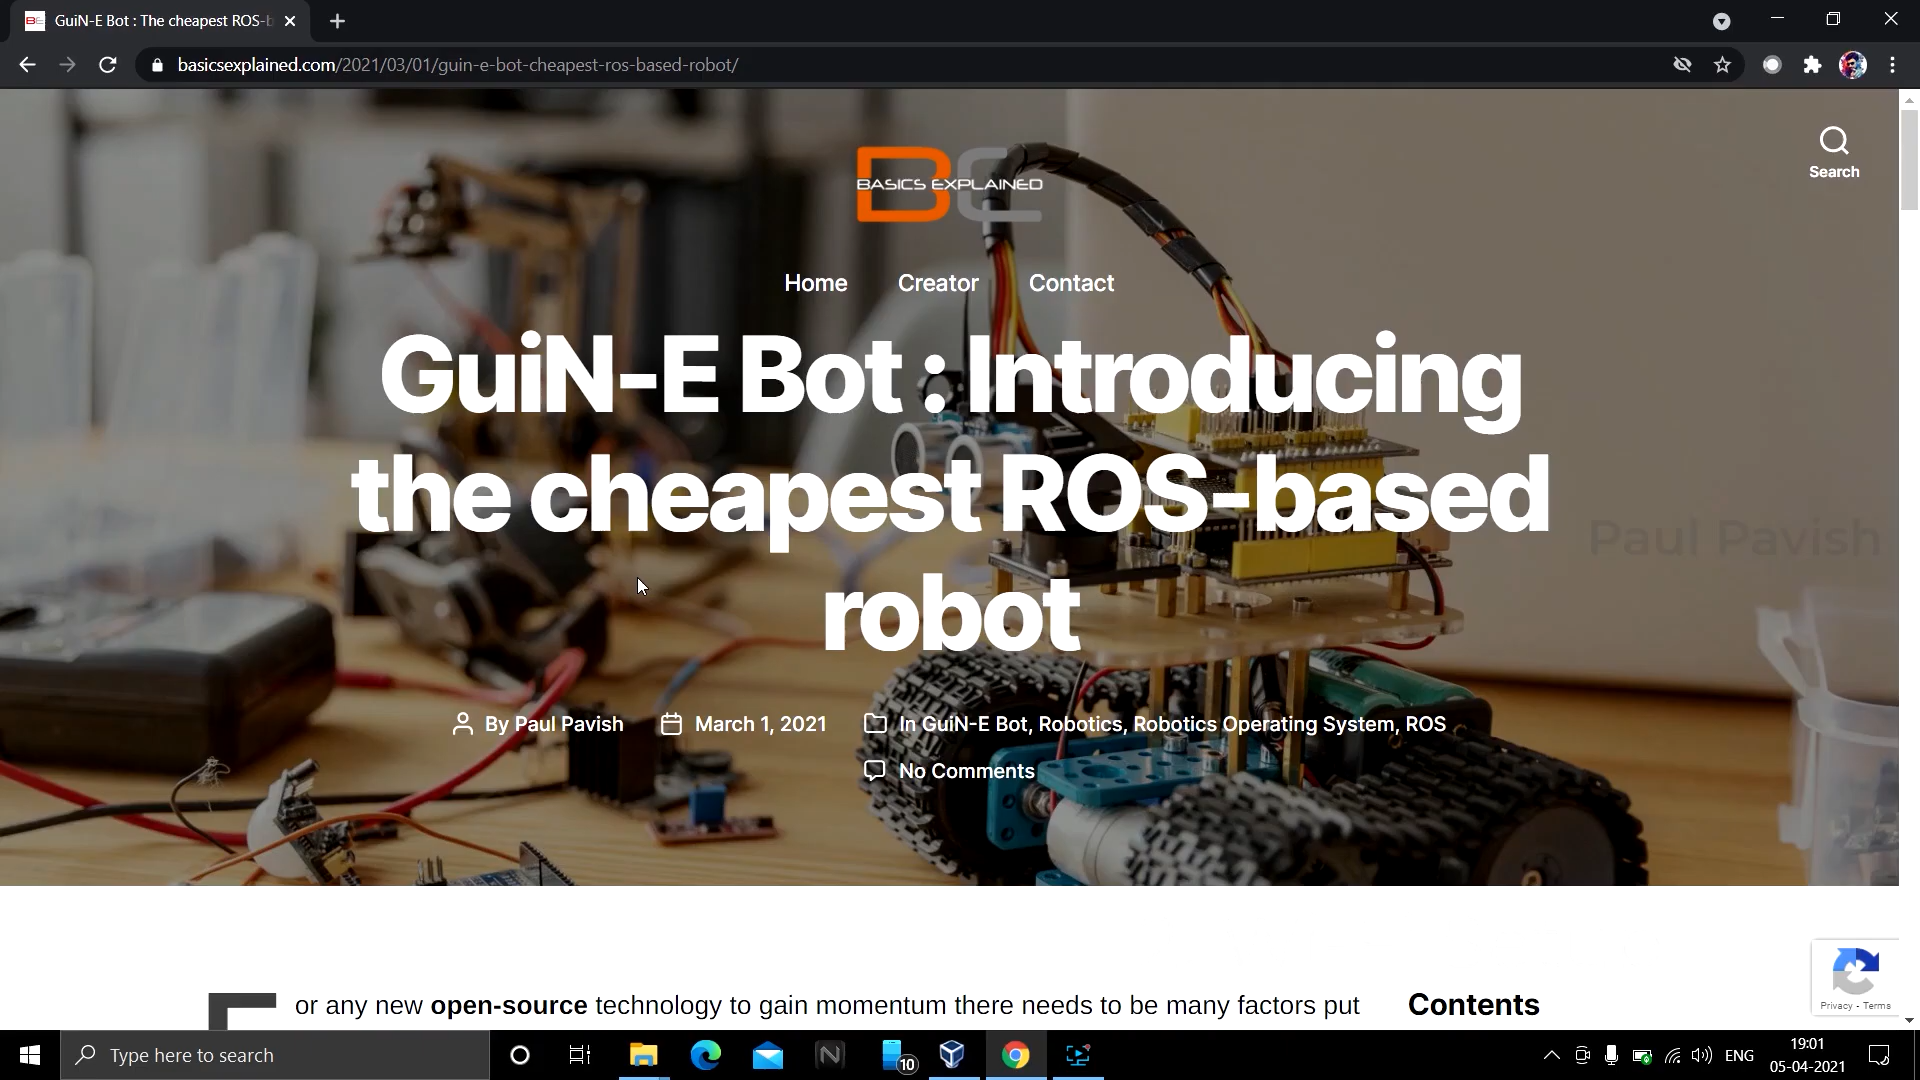 GuiN-E Bot : The cheapest ROS-b
basicsexplained.com/2021/03/01/guin-e-bot-cheapest-ros-based-robot/
BASICS EXPLAINED
Search
Home Creator Contact
GuiN-E Bot : Introducing
the cheapest ROS-based
robot
Paul Pavish
By Paul Pavish March 1, 2021 In GuiN-E Bot, Robotics, Robotics Operating System, ROS
No Comments
For any new open-source technology to gain momentum there needs to be many factors put
Contents
Privacy - Terms
Type here to search
10
ENG
19:01
05-04-2021